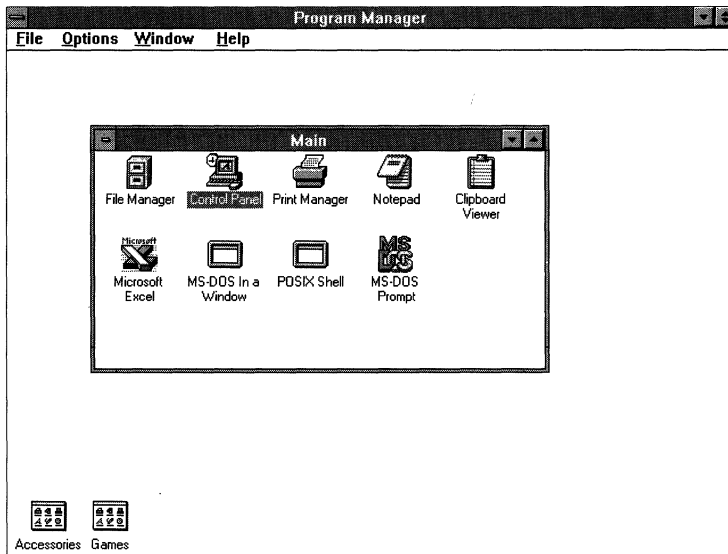 Program Manager
File Options Window Help
Main
File Manager Control Panel Print Manager Notepad Clipboard Viewer
Microsoft
Microsoft Excel MS-DOS In a Window POSIX Shell MS-DOS Prompt
MS DOS
Accessories Games